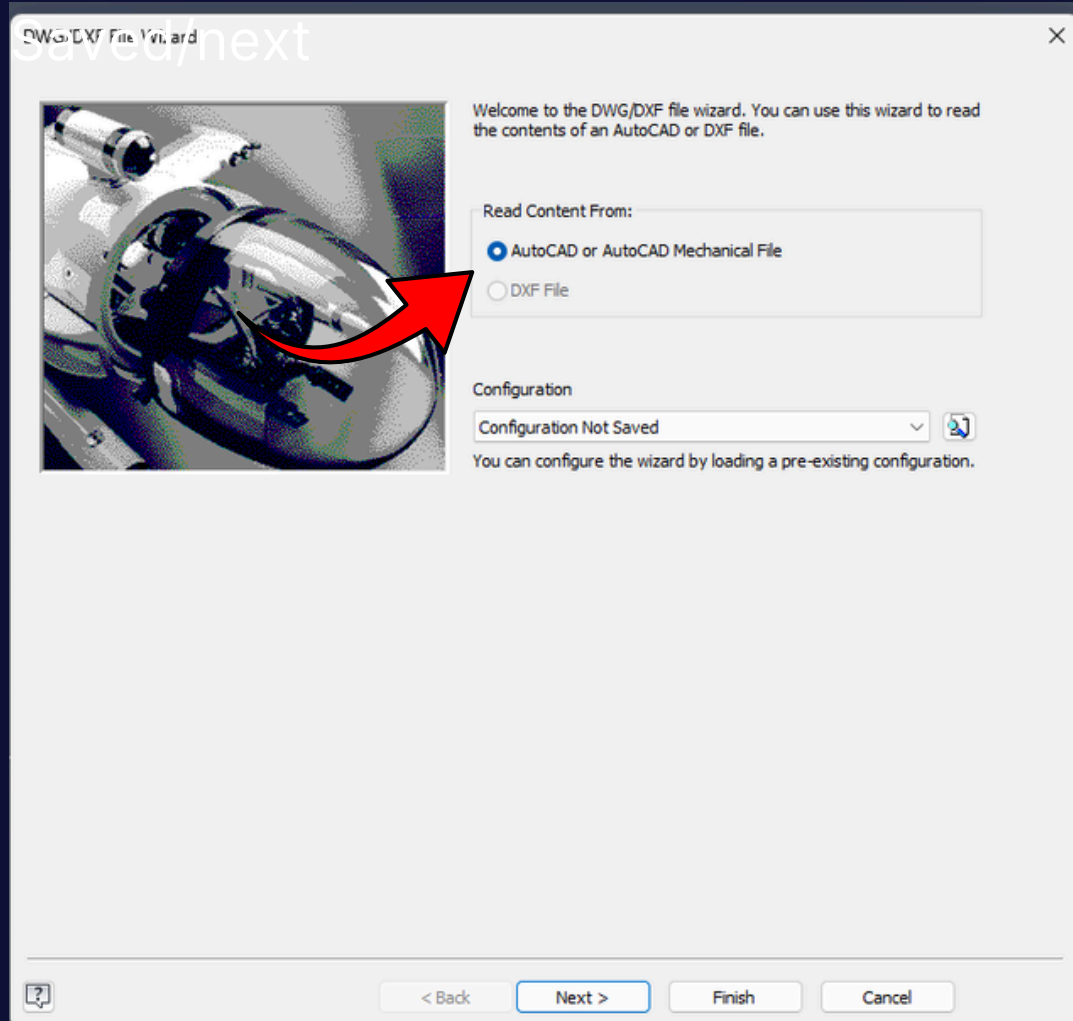 DWG/DXF File Wizard
Saved/next
Welcome to the DWG/DXF file wizard. You can use this wizard to read
the contents of an AutoCAD or DXF file.
Read Content From:
AutoCAD or AutoCAD Mechanical File
DXF File
Configuration
Configuration Not Saved
You can configure the wizard by loading a pre-existing configuration.
?
< Back
Next >
Finish
Cancel